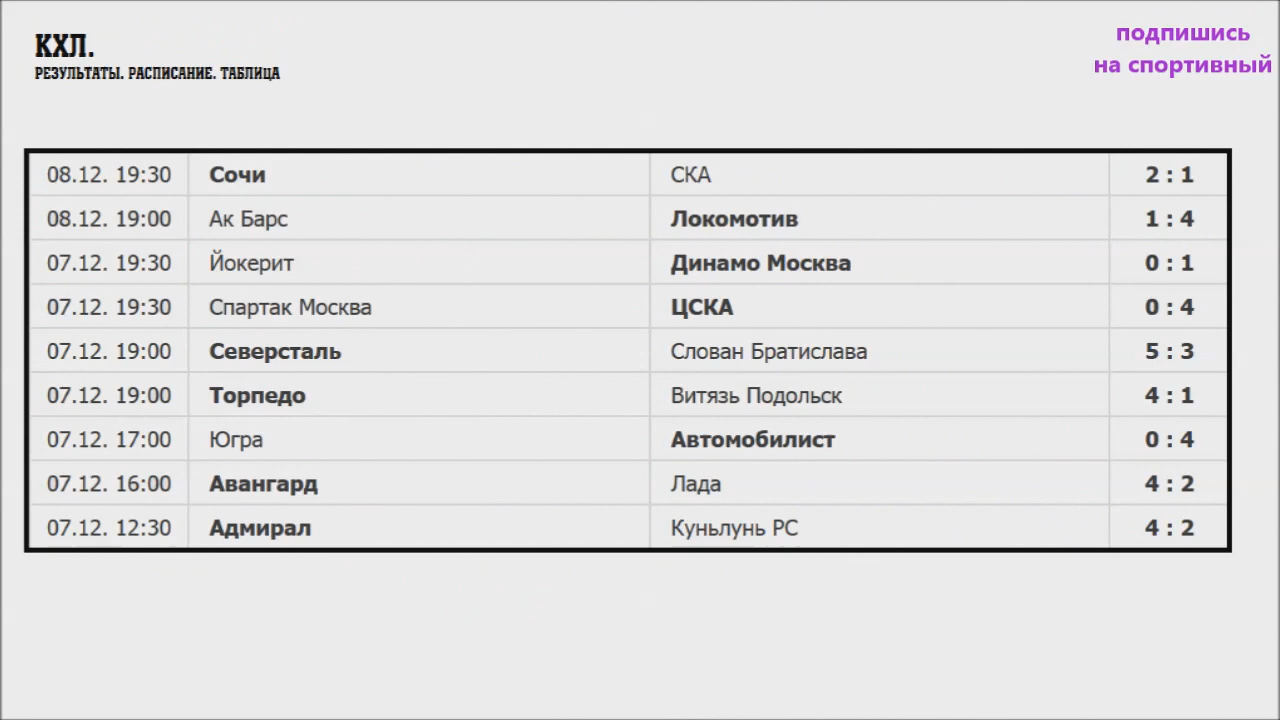 КХЛ.
РЕЗУЛЬТАТЫ. РАСПИСАНИЕ. ТАБЛИЦА
подпишись
на спортивный
08.12. 19:30 Сочи СКА 2 : 1
08.12. 19:00 Ак Барс Локомотив 1 : 4
07.12. 19:30 Йокерит Динамо Москва 0 : 1
07.12. 19:30 Спартак Москва ЦСКА 0 : 4
07.12. 19:00 Северсталь Слован Братислава 5 : 3
07.12. 19:00 Торпедо Витязь Подольск 4 : 1
07.12. 17:00 Югра Автомобилист 0 : 4
07.12. 16:00 Авангард Лада 4 : 2
07.12. 12:30 Адмирал Куньлунь РС 4 : 2